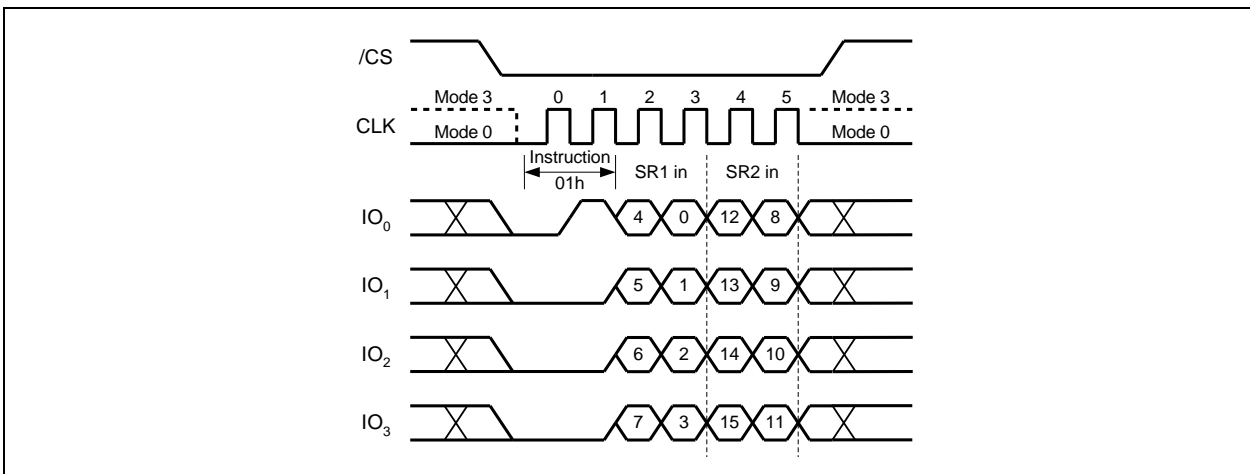 /CS
Mode 3 0 1 2 3 4 5 Mode 3
CLK Mode 0 Mode 0
Instruction SR1 in SR2 in
01h
IO0 4 0 12 8
IO1 5 1 13 9
IO2 6 2 14 10
IO3 7 3 15 11